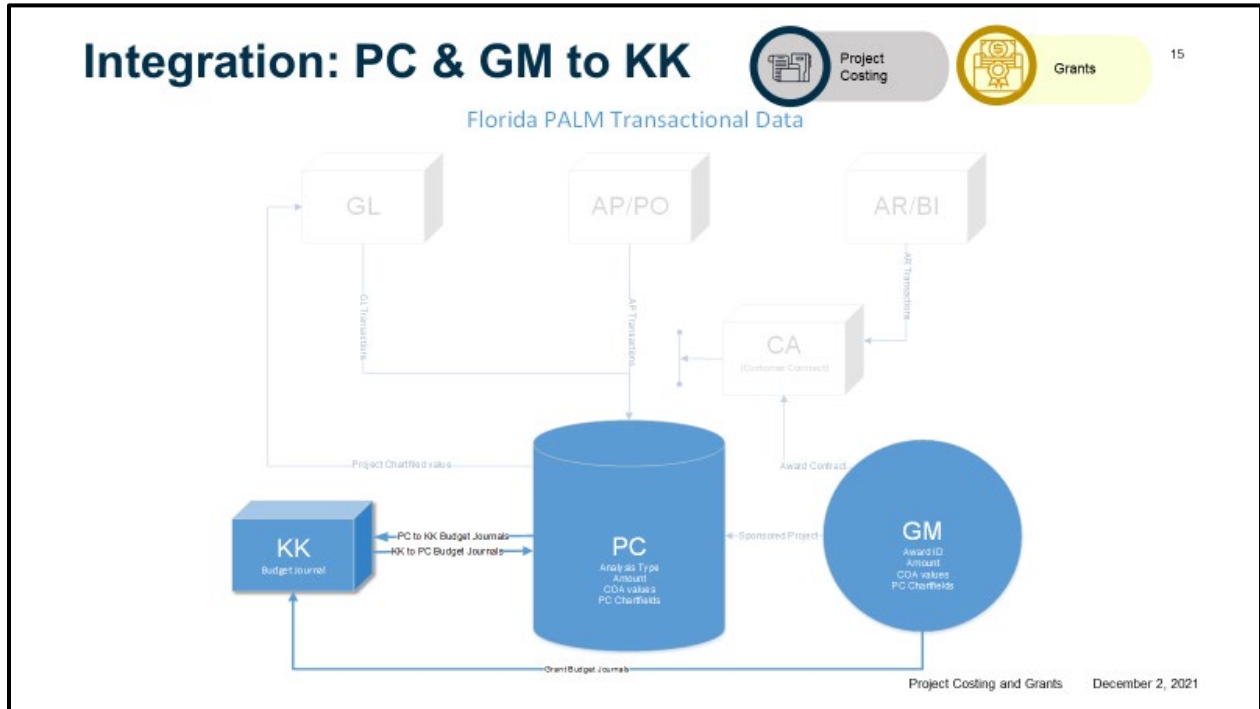 Integration: PC & GM to KK
Project
Costing
Grants
15
Florida PALM Transactional Data
GL
AP/PO
AR/BI
GL Transactions
AP Transactions
AR Transactions
CA
(Customer Contract)
Project Chartfiled value
Award Contract
KK
Budget Journal
PC to KK Budget Journals
KK to PC Budget Journals
PC
Analysis Type
Amount
COA values
PC Chartfields
Sponsored Project
GM
Award ID
Amount
COA values
PC Chartfields
Grant Budget Journals
Project Costing and Grants December 2, 2021